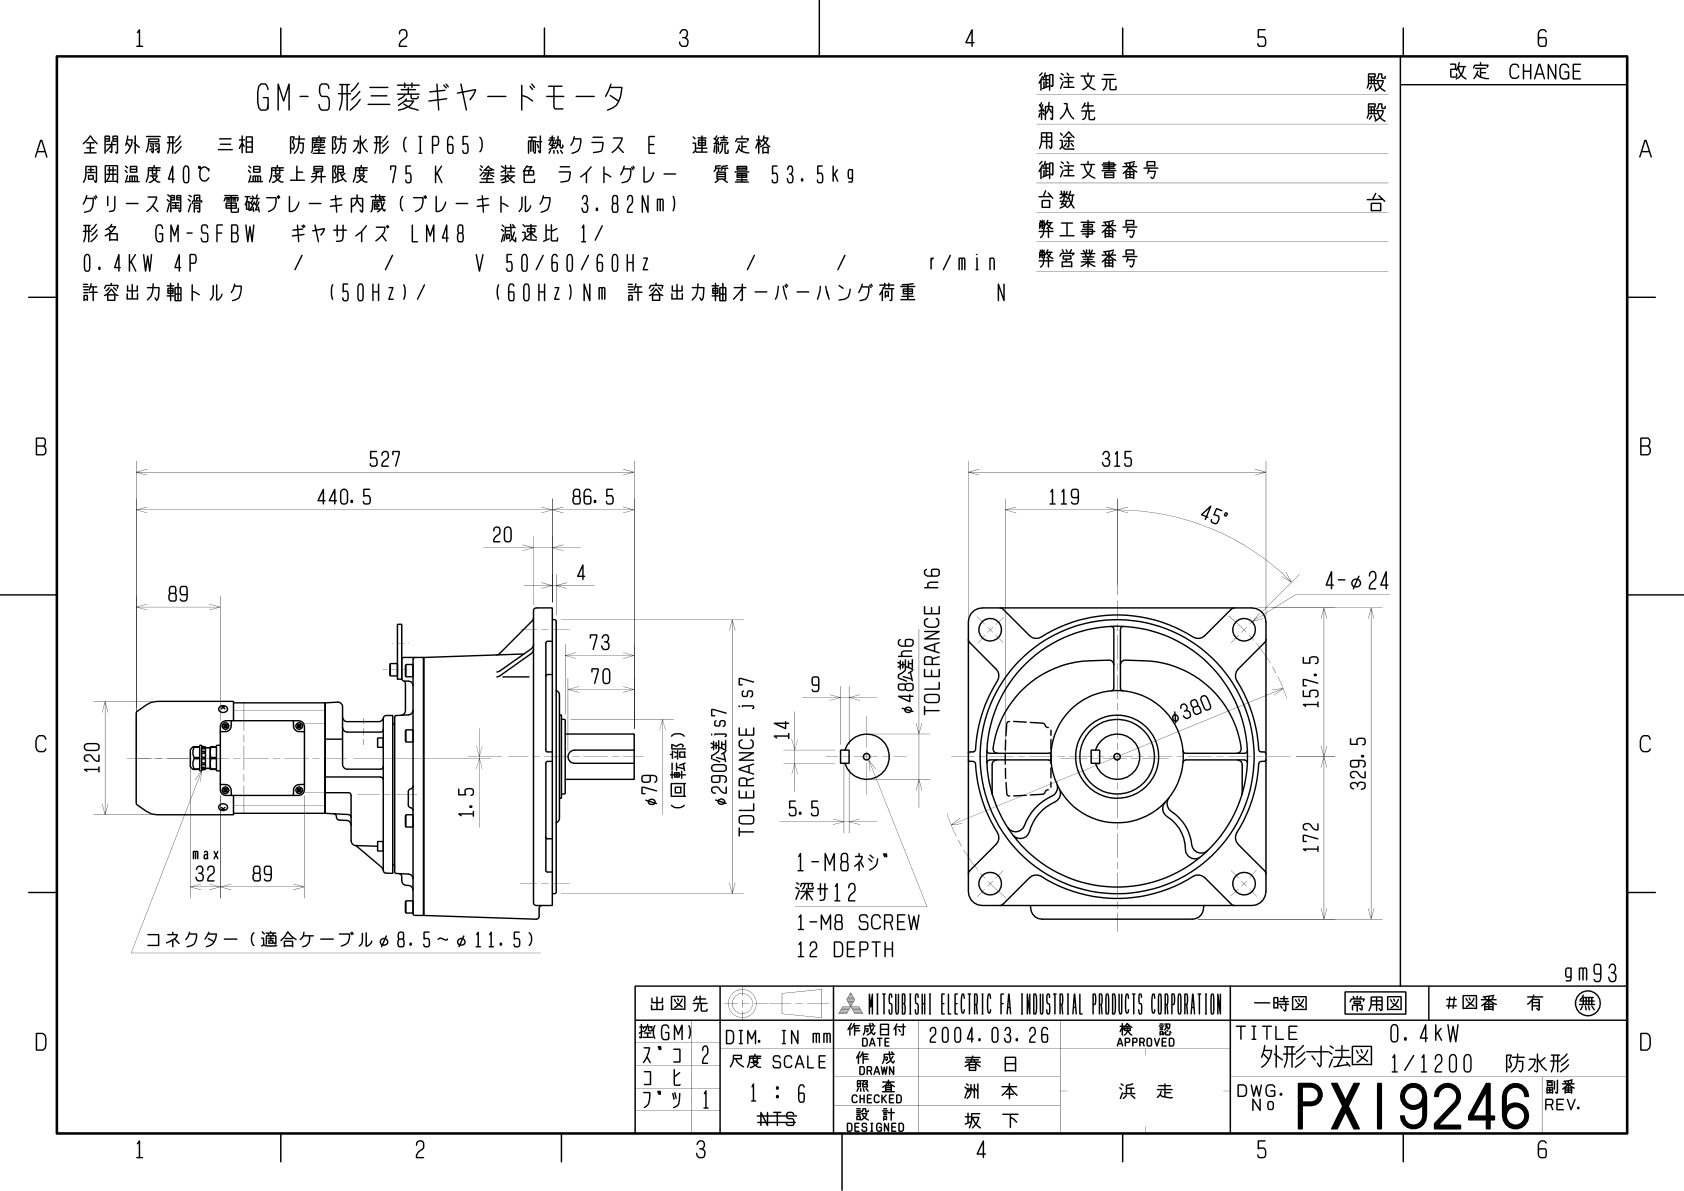 1 2 3 4 5 6
改定 CHANGE
GM-S形三菱ギヤードモータ
全閉外扇形 三相 防塵防水形(IP65) 耐熱クラス E 連続定格
周囲温度40℃ 温度上昇限度 75 K 塗装色 ライトグレー 質量 53.5kg
グリース潤滑 電磁ブレーキ内蔵(ブレーキトルク 3.82Nm)
形名 GM-SFBW ギヤサイズ LM48 減速比 1/
0.4KW 4P / / V 50/60/60Hz / / r/min
許容出力軸トルク (50Hz)/ (60Hz)Nm 許容出力軸オーバーハング荷重 N
御注文元 殿
納入先 殿
用途
御注文書番号
台数 台
弊工事番号
弊営業番号
A A
B B
C C
D D
527
440.5 86.5
20
4
89
73
70
120
1.5
φ79
(回転部)
φ290公差js7
TOLERANCE js7
max
32 89
コネクター(適合ケーブルφ8.5~φ11.5)
9
14
5.5
φ48公差h6
TOLERANCE h6
1-M8ネジ
深サ12
1-M8 SCREW
12 DEPTH
315
119
45°
4-φ24
φ380
157.5
329.5
172
gm93
出図先
控(GM)
ズコ 2
コピ
ブツ 1
DIM. IN mm
尺度 SCALE
1 : 6
NTS
MITSUBISHI ELECTRIC FA INDUSTRIAL PRODUCTS CORPORATION
作成日付 DATE 2004.03.26
作成 DRAWN 春日
照査 CHECKED 洲本
設計 DESIGNED 坂下
検認 APPROVED
浜走
一時図 常用図 #図番 有 無
TITLE 0.4kW
外形寸法図 1/1200 防水形
DWG. No PX19246 副番 REV.
1 2 3 4 5 6